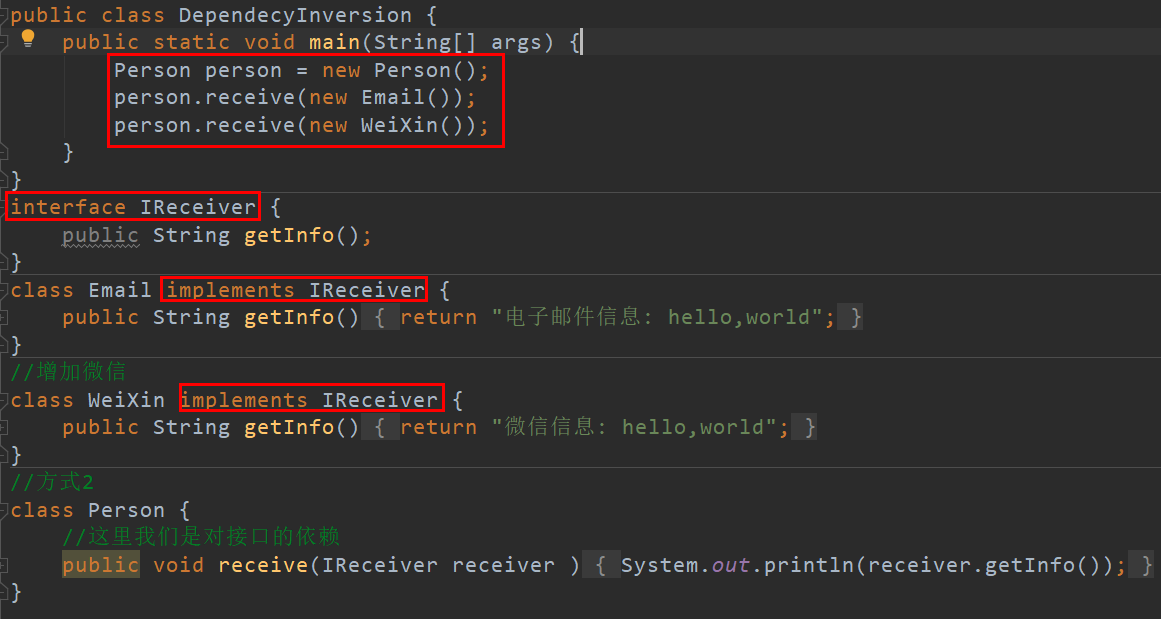 public class DependecyInversion {
public static void main(String[] args) {
Person person = new Person();
person.receive(new Email());
person.receive(new WeiXin());
}
}
interface IReceiver {
public String getInfo();
}
class Email implements IReceiver {
public String getInfo() { return "电子邮件信息: hello,world"; }
}
//增加微信
class WeiXin implements IReceiver {
public String getInfo() { return "微信信息: hello,world"; }
}
//方式2
class Person {
//这里我们是对接口的依赖
public void receive(IReceiver receiver ) { System.out.println(receiver.getInfo()); }
}